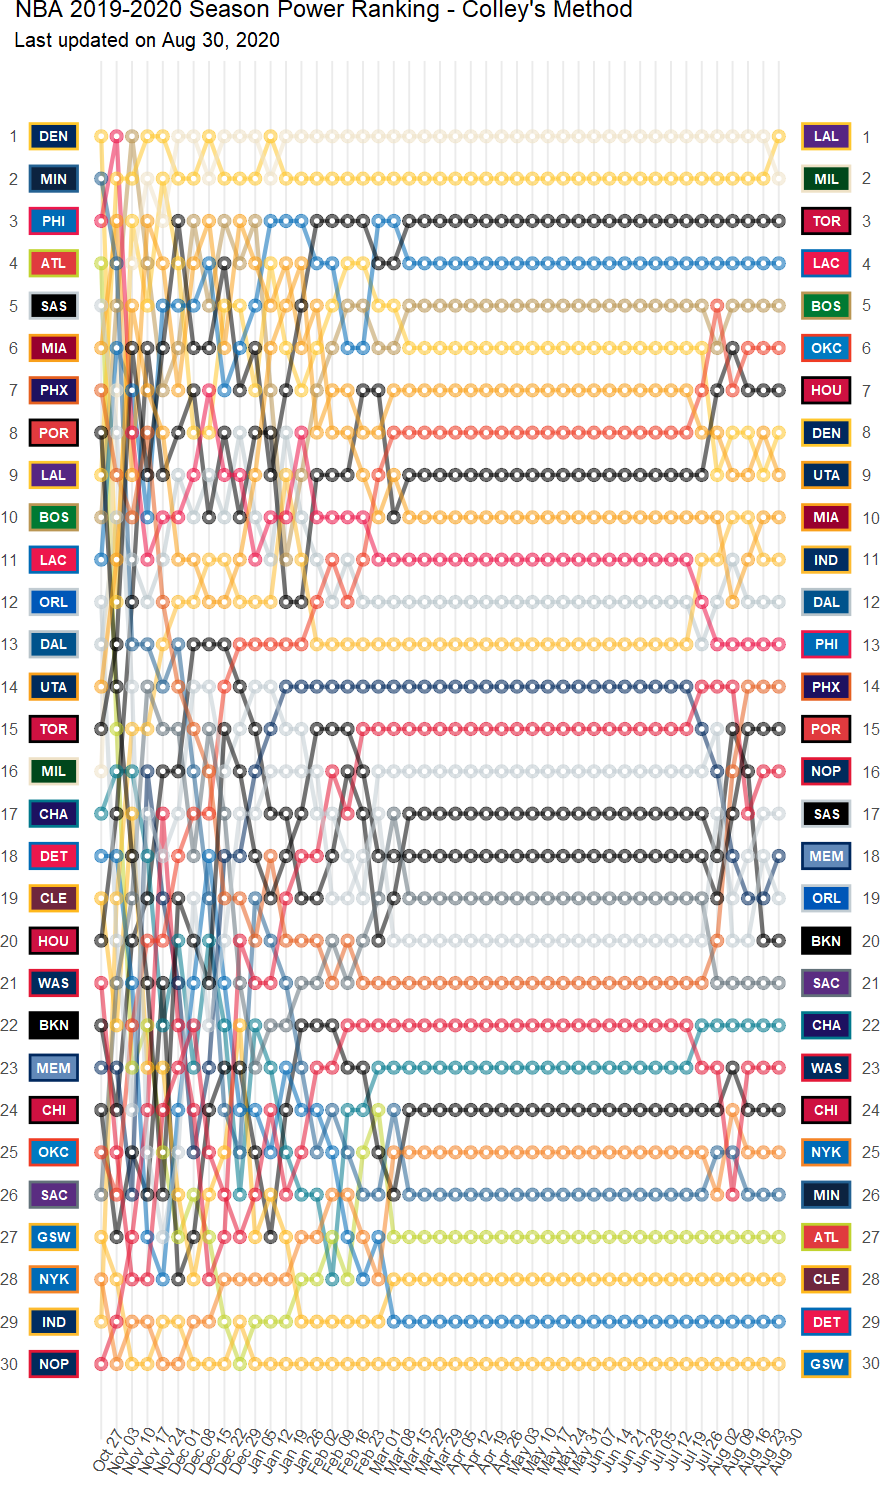 NBA 2019-2020 Season Power Ranking - Colley's Method
Last updated on Aug 30, 2020
1 DEN LAL 1
2 MIN MIL 2
3 PHI TOR 3
4 ATL LAC 4
5 SAS BOS 5
6 MIA OKC 6
7 PHX HOU 7
8 POR DEN 8
9 LAL UTA 9
10 BOS MIA 10
11 LAC IND 11
12 ORL DAL 12
13 DAL PHI 13
14 UTA PHX 14
15 TOR POR 15
16 MIL NOP 16
17 CHA SAS 17
18 DET MEM 18
19 CLE ORL 19
20 HOU BKN 20
21 WAS SAC 21
22 BKN CHA 22
23 MEM WAS 23
24 CHI CHI 24
25 OKC NYK 25
26 SAC MIN 26
27 GSW ATL 27
28 NYK CLE 28
29 IND DET 29
30 NOP GSW 30
Oct 27
Nov 03
Nov 10
Nov 17
Nov 24
Dec 01
Dec 08
Dec 15
Dec 22
Dec 29
Jan 05
Jan 12
Jan 19
Jan 26
Feb 02
Feb 09
Feb 16
Feb 23
Mar 01
Mar 08
Mar 15
Mar 22
Mar 29
Apr 05
Apr 12
Apr 19
Apr 26
May 03
May 10
May 17
May 24
May 31
Jun 07
Jun 14
Jun 21
Jun 28
Jul 05
Jul 12
Jul 19
Jul 26
Aug 02
Aug 09
Aug 16
Aug 23
Aug 30